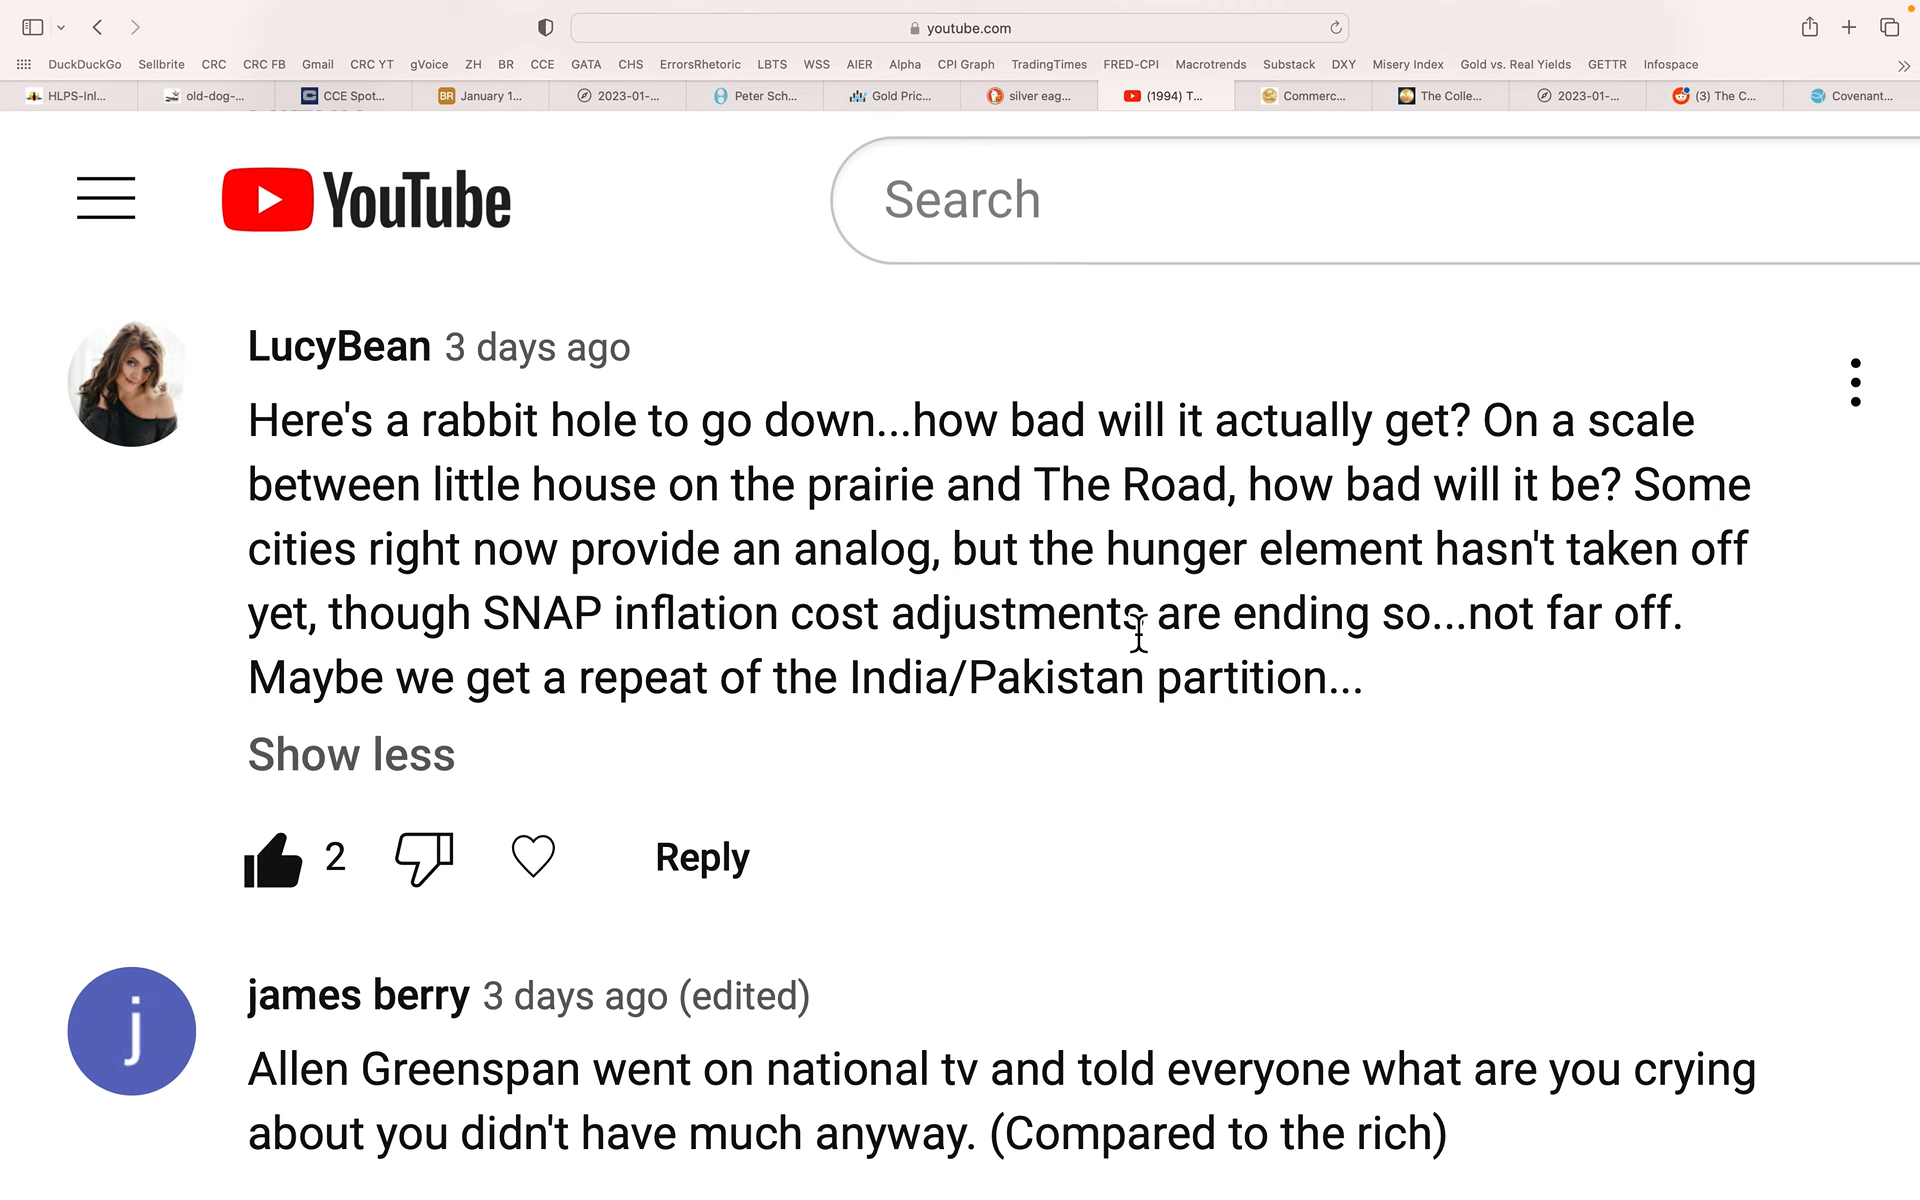 youtube.com
DuckDuckGo Sellbrite CRC CRC FB Gmail CRC YT gVoice ZH BR CCE GATA CHS ErrorsRhetoric LBTS WSS AIER Alpha CPI Graph TradingTimes FRED-CPI Macrotrends Substack DXY Misery Index Gold vs. Real Yields GETTR Infospace
HLPS-Inl... old-dog-... CCE Spot... BR January 1... 2023-01-... Peter Sch... Gold Pric... silver eag... (1994) T... Commerc... The Colle... 2023-01-... (3) The C... Covenant...
YouTube
Search
LucyBean 3 days ago
Here's a rabbit hole to go down...how bad will it actually get? On a scale
between little house on the prairie and The Road, how bad will it be? Some
cities right now provide an analog, but the hunger element hasn't taken off
yet, though SNAP inflation cost adjustments are ending so...not far off.
Maybe we get a repeat of the India/Pakistan partition...
Show less
2 Reply
j
james berry 3 days ago (edited)
Allen Greenspan went on national tv and told everyone what are you crying
about you didn't have much anyway. (Compared to the rich)